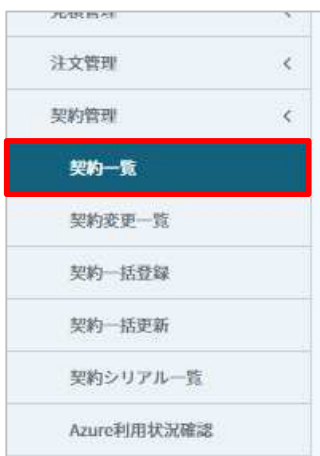 注文管理
契約管理
契約一覧
契約変更一覧
契約一括登録
契約一括更新
契約シリアル一覧
Azure利用状況確認